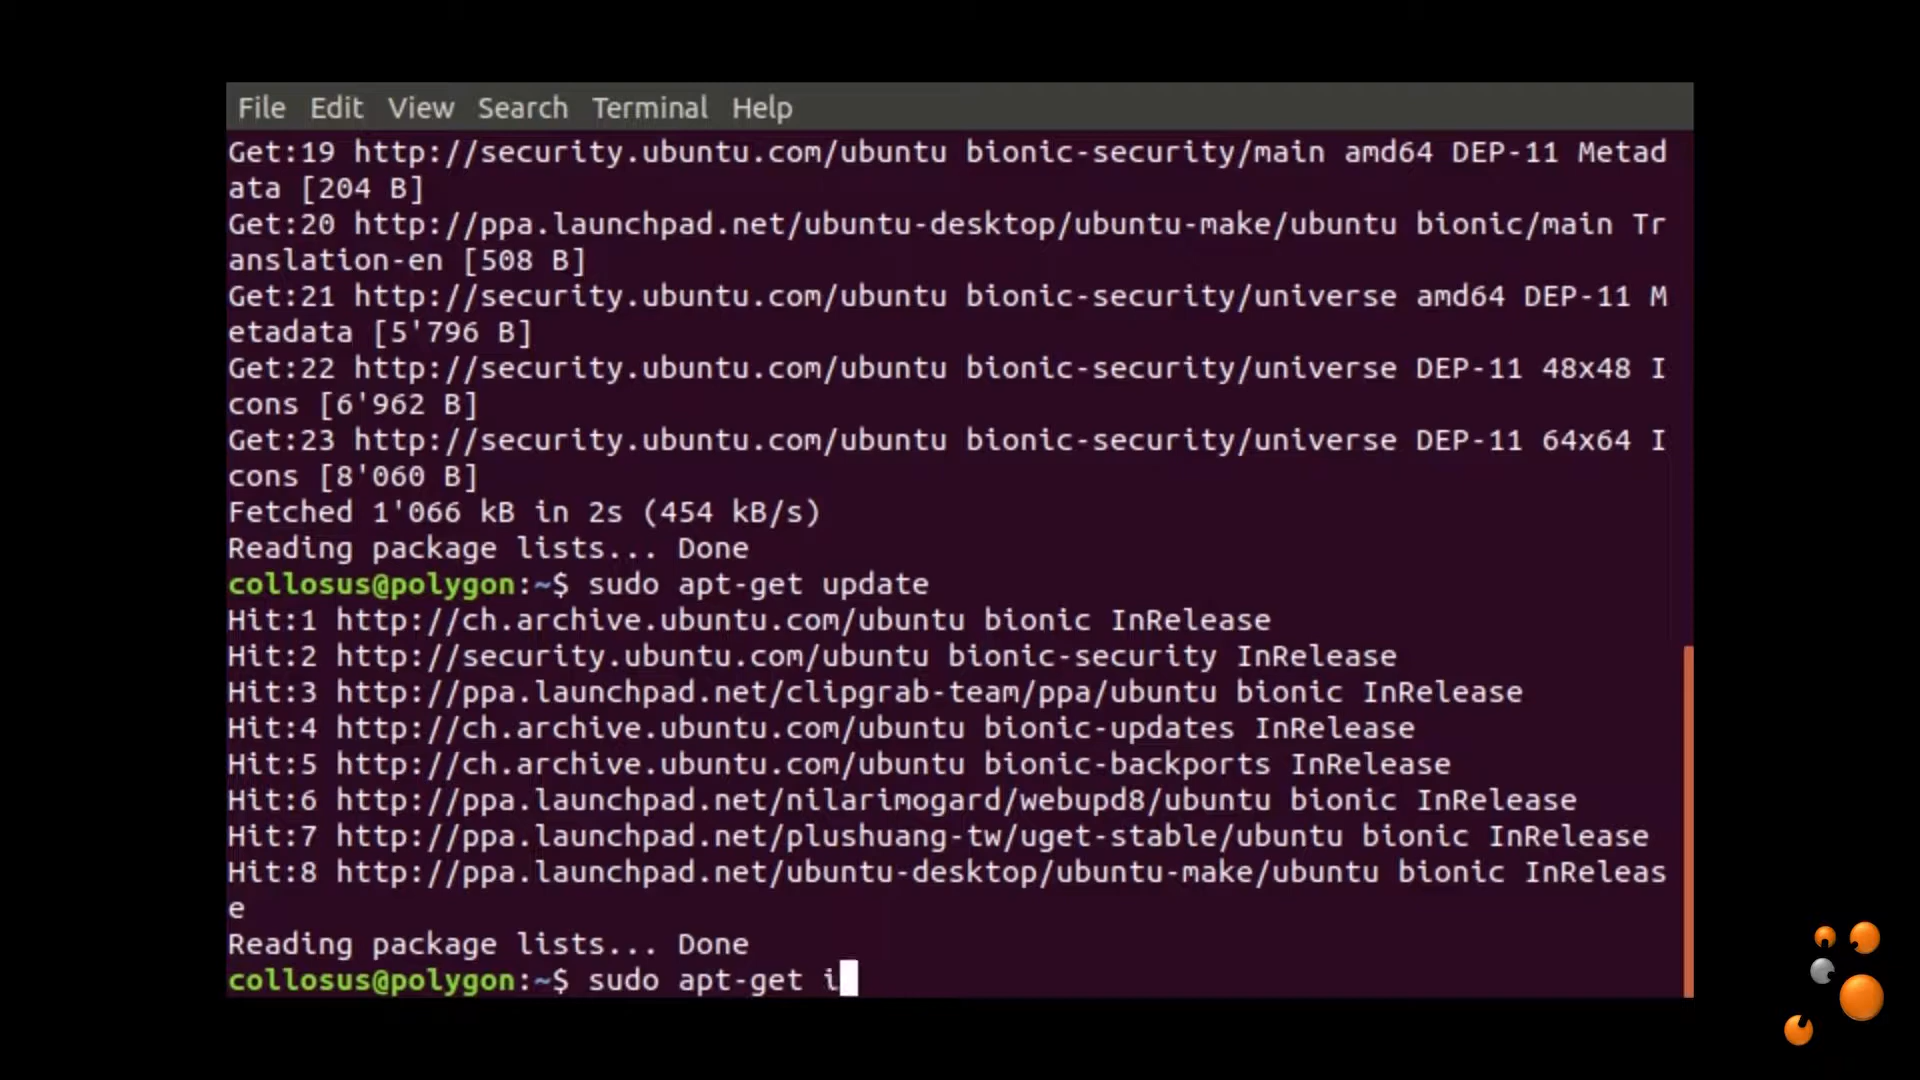 File Edit View Search Terminal Help
Get:19 http://security.ubuntu.com/ubuntu bionic-security/main amd64 DEP-11 Metad
ata [204 B]
Get:20 http://ppa.launchpad.net/ubuntu-desktop/ubuntu-make/ubuntu bionic/main Tr
anslation-en [508 B]
Get:21 http://security.ubuntu.com/ubuntu bionic-security/universe amd64 DEP-11 M
etadata [5'796 B]
Get:22 http://security.ubuntu.com/ubuntu bionic-security/universe DEP-11 48x48 I
cons [6'962 B]
Get:23 http://security.ubuntu.com/ubuntu bionic-security/universe DEP-11 64x64 I
cons [8'060 B]
Fetched 1'066 kB in 2s (454 kB/s)
Reading package lists... Done
collosus@polygon:~$ sudo apt-get update
Hit:1 http://ch.archive.ubuntu.com/ubuntu bionic InRelease
Hit:2 http://security.ubuntu.com/ubuntu bionic-security InRelease
Hit:3 http://ppa.launchpad.net/clipgrab-team/ppa/ubuntu bionic InRelease
Hit:4 http://ch.archive.ubuntu.com/ubuntu bionic-updates InRelease
Hit:5 http://ch.archive.ubuntu.com/ubuntu bionic-backports InRelease
Hit:6 http://ppa.launchpad.net/nilarimogard/webupd8/ubuntu bionic InRelease
Hit:7 http://ppa.launchpad.net/plushuang-tw/uget-stable/ubuntu bionic InRelease
Hit:8 http://ppa.launchpad.net/ubuntu-desktop/ubuntu-make/ubuntu bionic InReleas
e
Reading package lists... Done
collosus@polygon:~$ sudo apt-get i